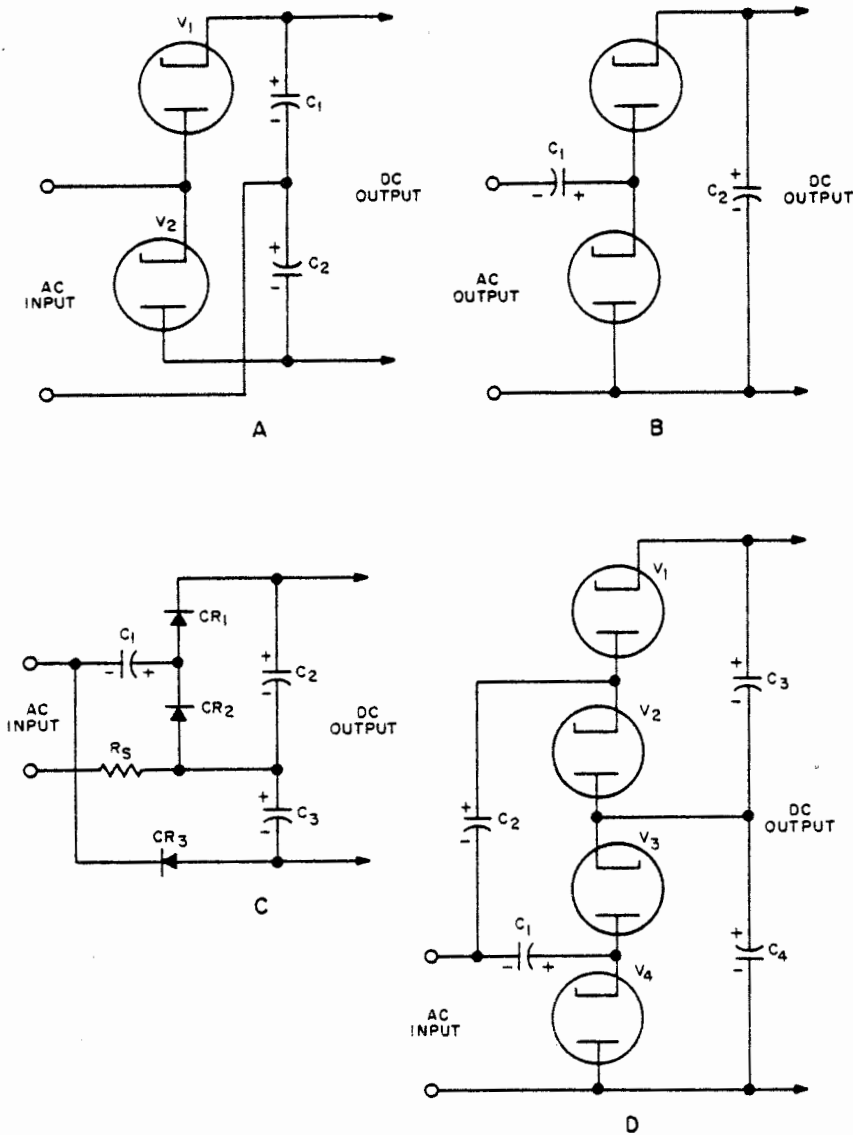 V1
+
-
C1
DC
OUTPUT
V2
+
-
C2
AC
INPUT
A
C1
-
+
+
-
C2
DC
OUTPUT
AC
OUTPUT
B
CR1
C1
-
+
+
-
C2
AC
INPUT
CR2
DC
OUTPUT
RS
+
-
C3
CR3
C
V1
+
-
C3
V2
+
-
C2
DC
OUTPUT
V3
C1
-
+
V4
+
-
C4
AC
INPUT
D